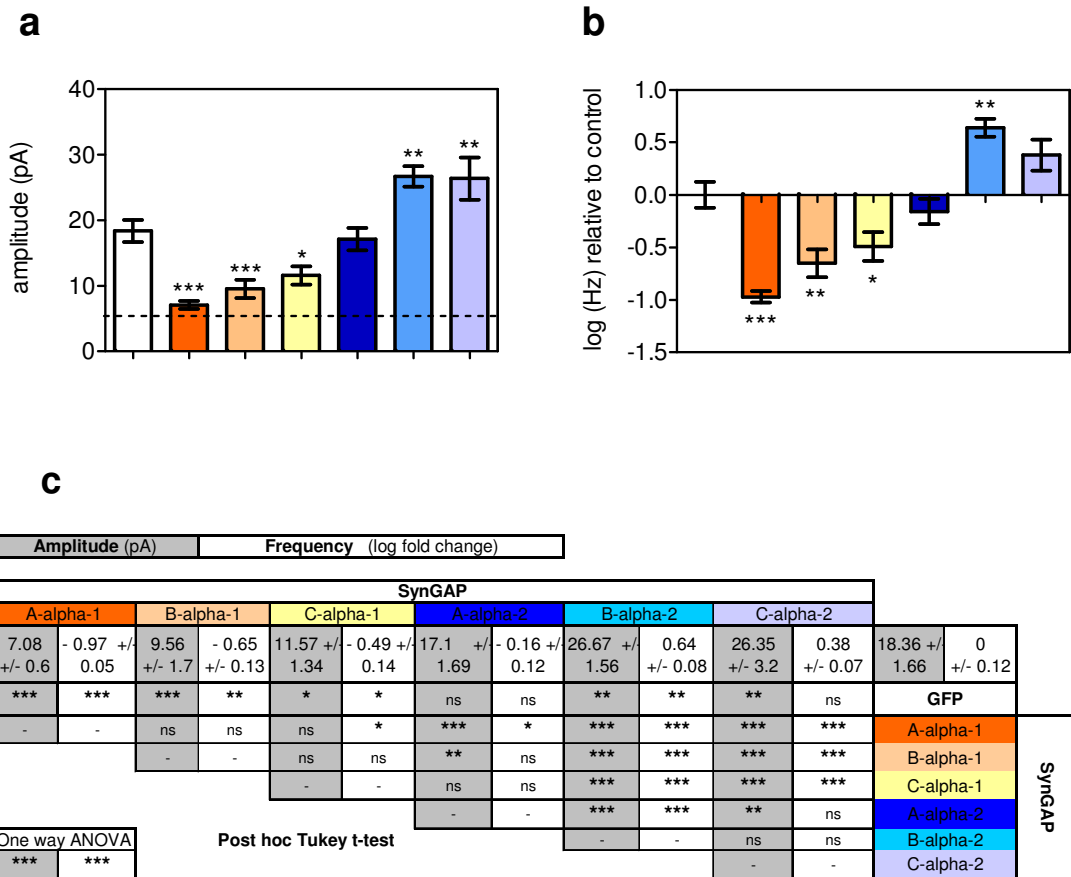 a
b
40
30
20
10
0
amplitude (pA)
***
***
*
**
**
1.0
0.5
0.0
-0.5
-1.0
-1.5
log (Hz) relative to control
***
**
*
**
c
Amplitude (pA) Frequency (log fold change)
SynGAP
A-alpha-1 B-alpha-1 C-alpha-1 A-alpha-2 B-alpha-2 C-alpha-2
7.08 - 0.97 +/- 9.56 - 0.65 11.57 +/- - 0.49 +/- 17.1 +/- - 0.16 +/- 26.67 +/- 0.64 26.35 0.38 18.36 +/- 0
+/- 0.6 0.05 +/- 1.7 +/- 0.13 1.34 0.14 1.69 0.12 1.56 +/- 0.08 +/- 3.2 +/- 0.07 1.66 +/- 0.12
*** *** *** ** * * ns ns ** ** ** ns GFP
- - ns ns ns * *** * *** *** *** *** A-alpha-1
- - ns ns ** ns *** *** *** *** B-alpha-1
- - ns ns *** *** *** *** C-alpha-1
- - *** *** ** ns A-alpha-2
One way ANOVA Post hoc Tukey t-test - - ns ns B-alpha-2
*** *** - - C-alpha-2
SynGAP